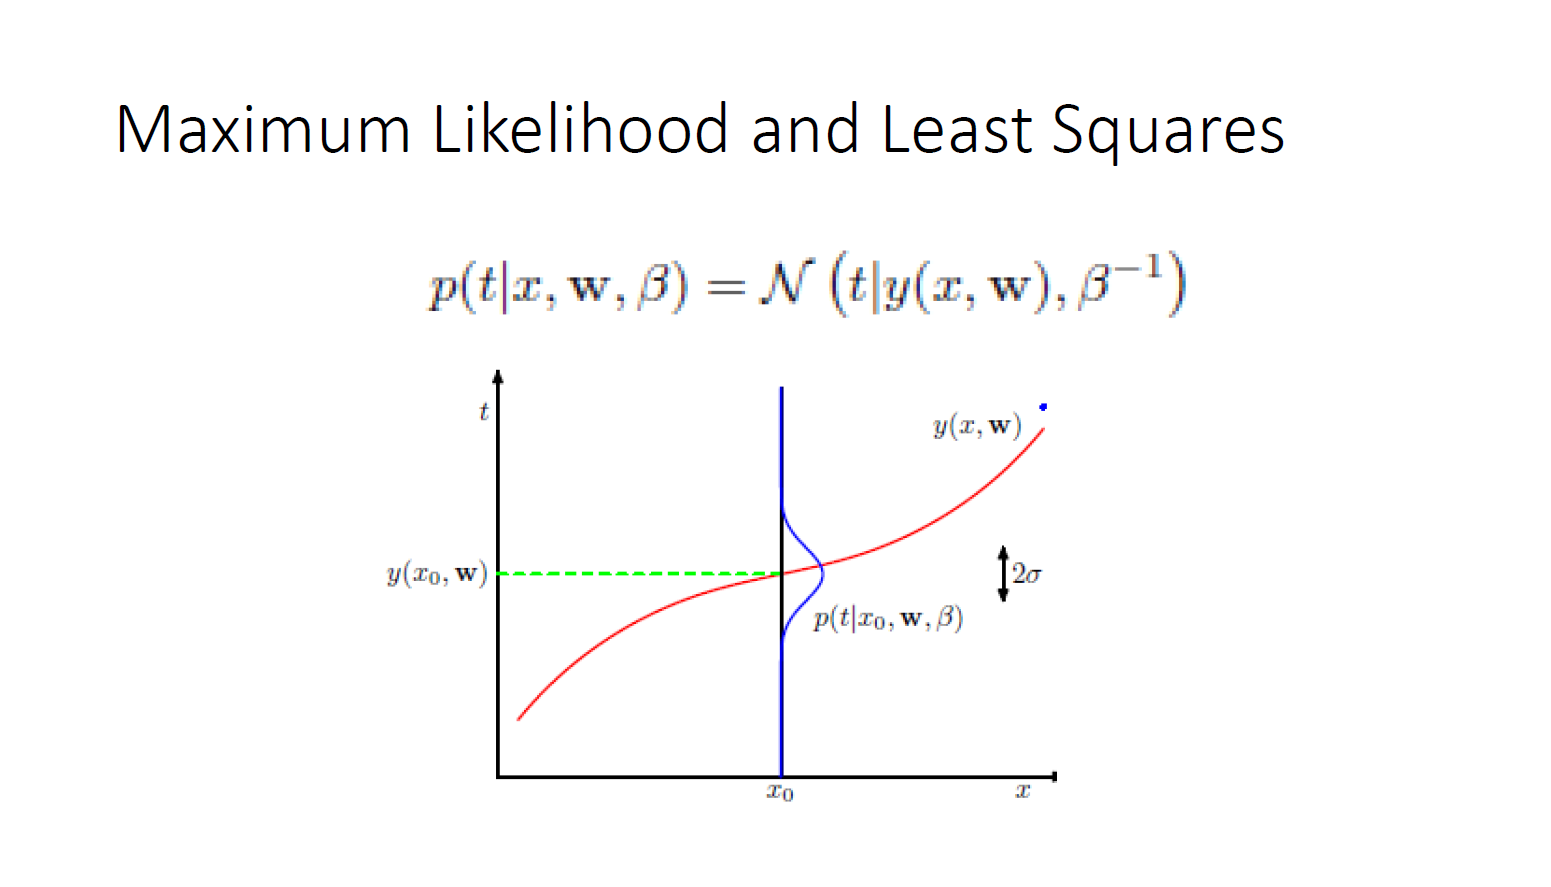 Maximum Likelihood and Least Squares
p(t|x, w, β) = 𝒩 (t|y(x, w), β⁻¹)
t
y(x, w)
y(x₀, w)
2σ
p(t|x₀, w, β)
x₀
x